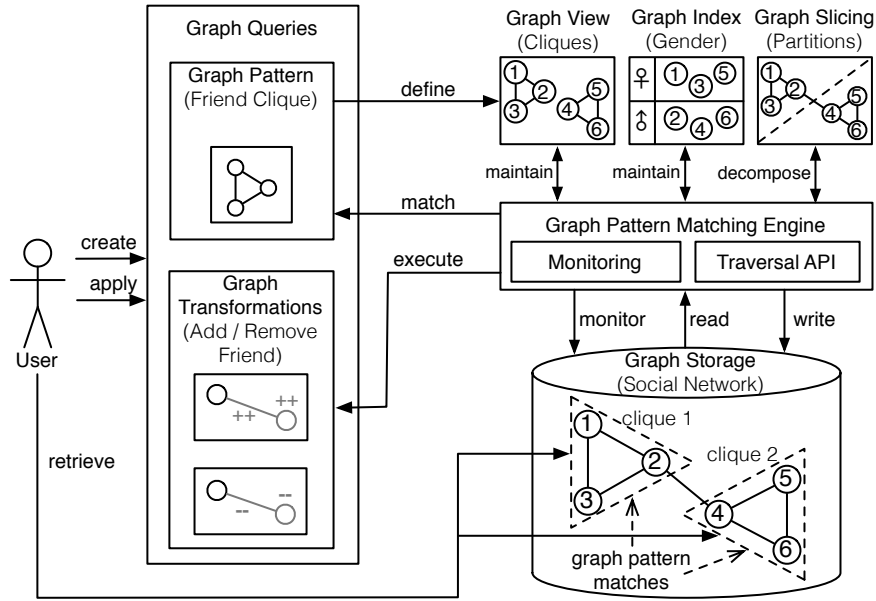 Graph Queries
Graph Pattern
(Friend Clique)
Graph
Transformations
(Add / Remove
Friend)
++
++
--
--
create
apply
User
retrieve
define
match
execute
Graph View
(Cliques)
1
2
3
4
5
6
Graph Index
(Gender)
♀
1
3
5
♂
2
4
6
Graph Slicing
(Partitions)
1
2
3
4
5
6
maintain
maintain
decompose
Graph Pattern Matching Engine
Monitoring
Traversal API
monitor
read
write
Graph Storage
(Social Network)
clique 1
1
2
3
clique 2
4
5
6
graph pattern
matches